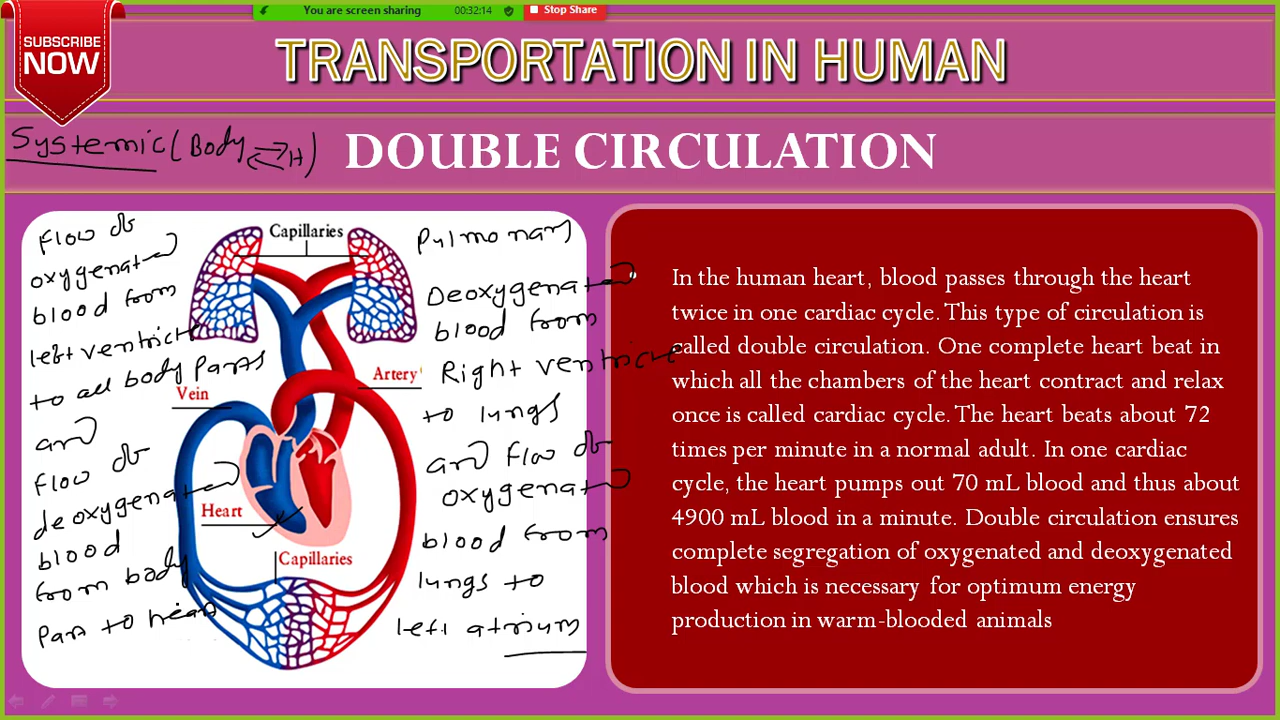 You are screen sharing 00:32:14 Stop Share
SUBSCRIBE
NOW
TRANSPORTATION IN HUMAN
Systemic (Body ⇌ H)
DOUBLE CIRCULATION
Flow of
oxygenated
blood from
left ventricle
to all body parts
and
flow of
deoxygenated
blood
from body
part to heart
Capillaries
Vein
Artery
Heart
Capillaries
Pulmonary
Deoxygenated
blood from
Right ventricle
to lungs
and flow of
oxygenated
blood from
lungs to
left atrium
In the human heart, blood passes through the heart
twice in one cardiac cycle. This type of circulation is
called double circulation. One complete heart beat in
which all the chambers of the heart contract and relax
once is called cardiac cycle. The heart beats about 72
times per minute in a normal adult. In one cardiac
cycle, the heart pumps out 70 mL blood and thus about
4900 mL blood in a minute. Double circulation ensures
complete segregation of oxygenated and deoxygenated
blood which is necessary for optimum energy
production in warm-blooded animals